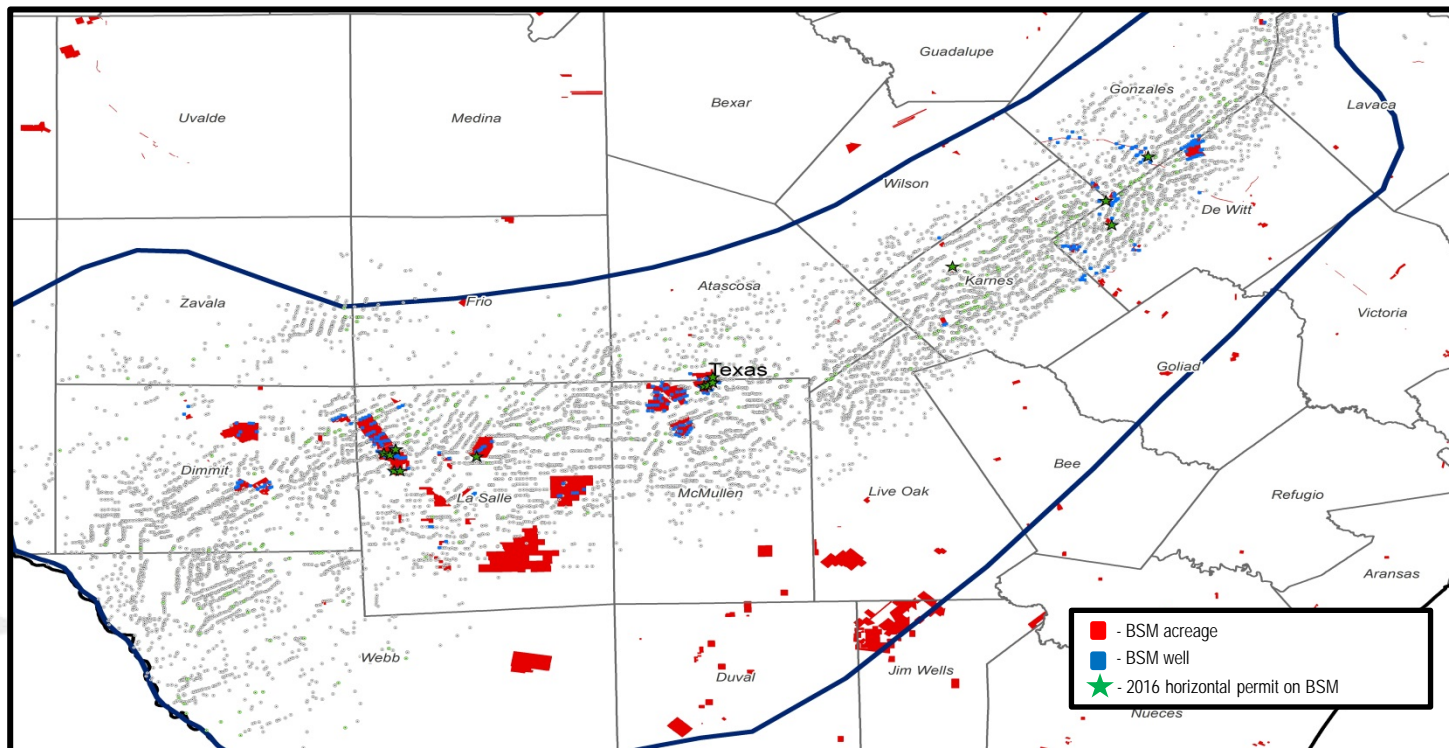 Guadalupe
Gonzales
Lavaca
Uvalde
Medina
Bexar
Wilson
De Witt
Zavala
Frio
Atascosa
Karnes
Victoria
Texas
Goliad
Dimmit
La Salle
McMullen
Live Oak
Bee
Refugio
Aransas
Webb
Duval
Jim Wells
Nueces
- BSM acreage
- BSM well
- 2016 horizontal permit on BSM